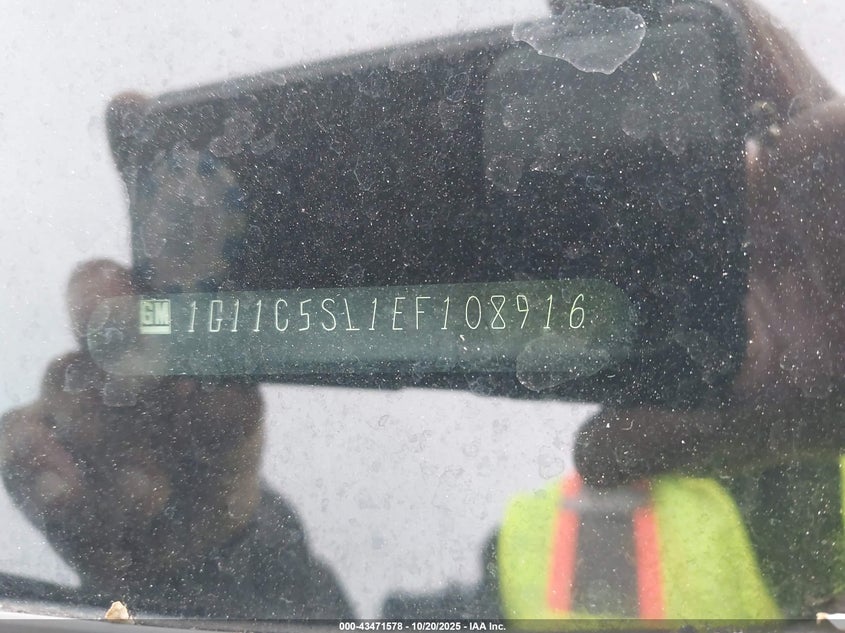 GM 1G11C5SL1EF108916
000-43471578 - 10/20/2025 - IAA Inc.